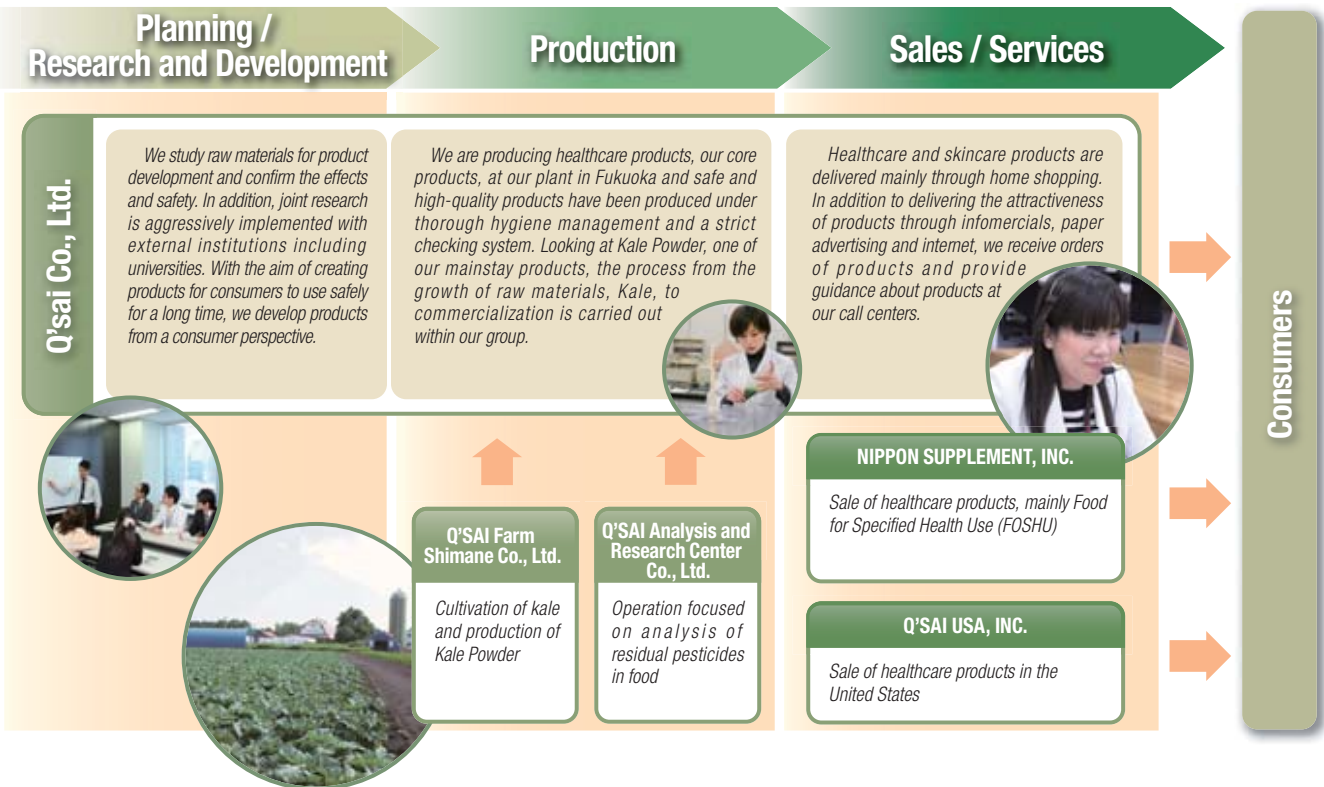 Planning /
Research and Development
Production
Sales / Services
Consumers
Q'sai Co., Ltd.
We study raw materials for product
development and confirm the effects
and safety. In addition, joint research
is aggressively implemented with
external institutions including
universities. With the aim of creating
products for consumers to use safely
for a long time, we develop products
from a consumer perspective.
We are producing healthcare products, our core
products, at our plant in Fukuoka and safe and
high-quality products have been produced under
thorough hygiene management and a strict
checking system. Looking at Kale Powder, one of
our mainstay products, the process from the
growth of raw materials, Kale, to
commercialization is carried out
within our group.
Healthcare and skincare products are
delivered mainly through home shopping.
In addition to delivering the attractiveness
of products through infomercials, paper
advertising and internet, we receive orders
of products and provide
guidance about products at
our call centers.
Q'SAI Farm
Shimane Co., Ltd.
Cultivation of kale
and production of
Kale Powder
Q'SAI Analysis and
Research Center
Co., Ltd.
Operation focused
on analysis of
residual pesticides
in food
NIPPON SUPPLEMENT, INC.
Sale of healthcare products, mainly Food
for Specified Health Use (FOSHU)
Q'SAI USA, INC.
Sale of healthcare products in the
United States